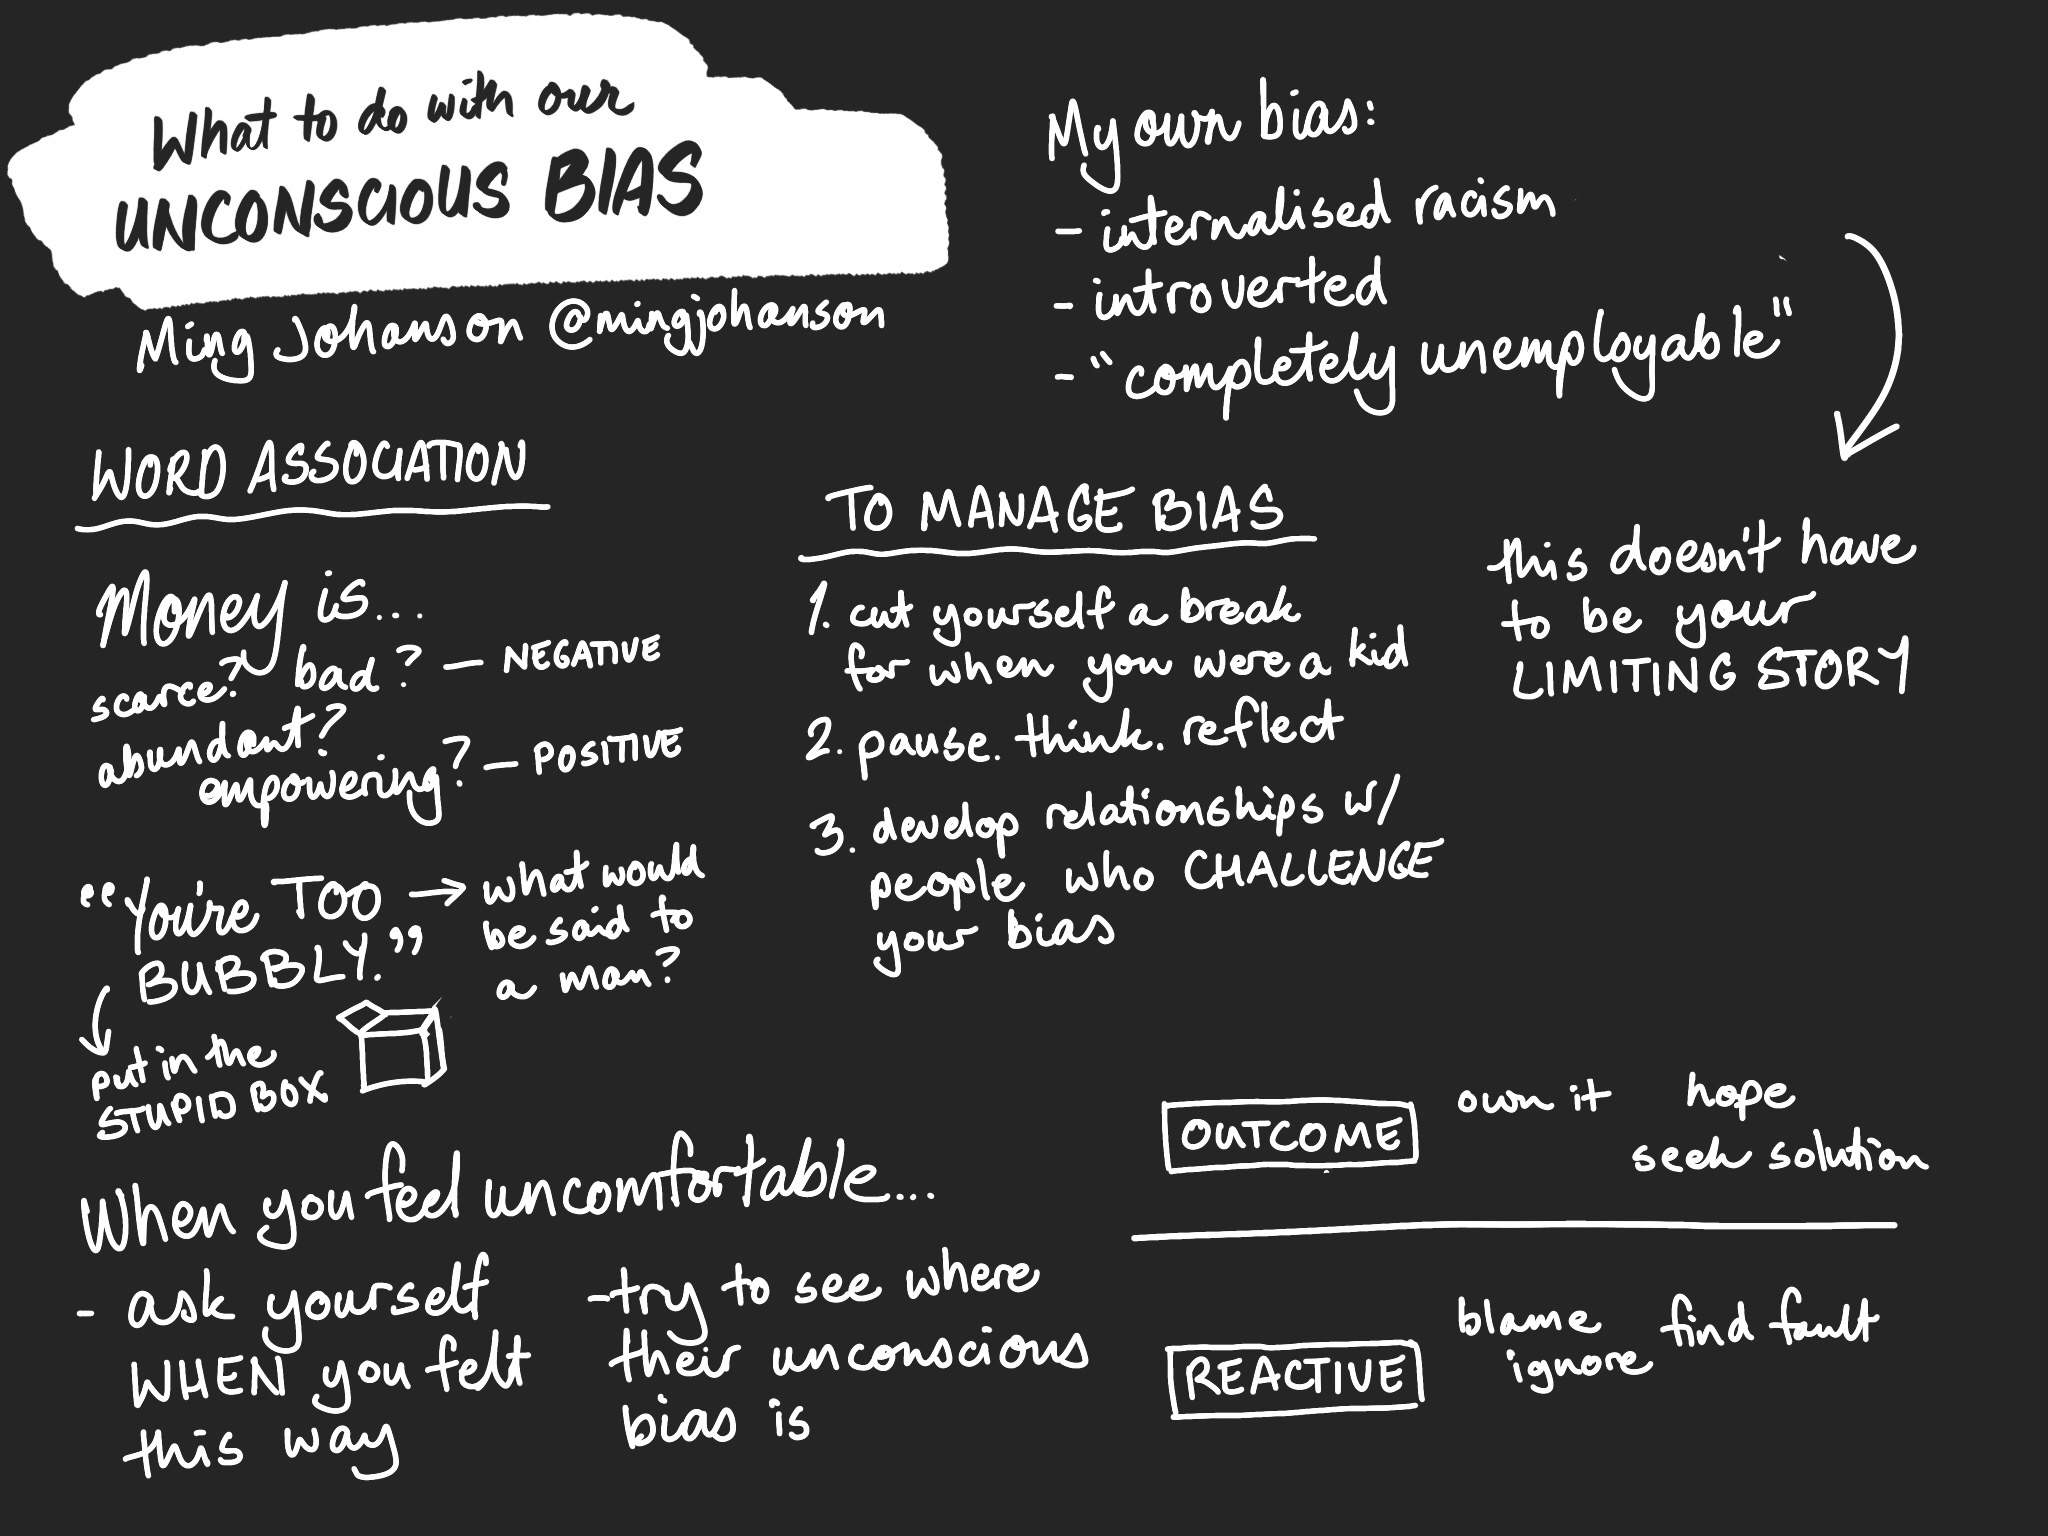 What to do with our
UNCONSCIOUS BIAS
Ming Johanson @mingjohanson
My own bias:
- internalised racism
- introverted
- "completely unemployable"
this doesn't have
to be your
LIMITING STORY
WORD ASSOCIATION
Money is...
scarce? bad? — NEGATIVE
abundant?
empowering? — POSITIVE
"You're TOO → what would
BUBBLY." be said to
a man?
put in the
STUPID BOX
TO MANAGE BIAS
1. cut yourself a break
for when you were a kid
2. pause. think. reflect
3. develop relationships w/
people who CHALLENGE
your bias
When you feel uncomfortable...
- ask yourself
WHEN you felt
this way
- try to see where
their unconscious
bias is
OUTCOME own it hope
seek solution
REACTIVE blame find fault
ignore